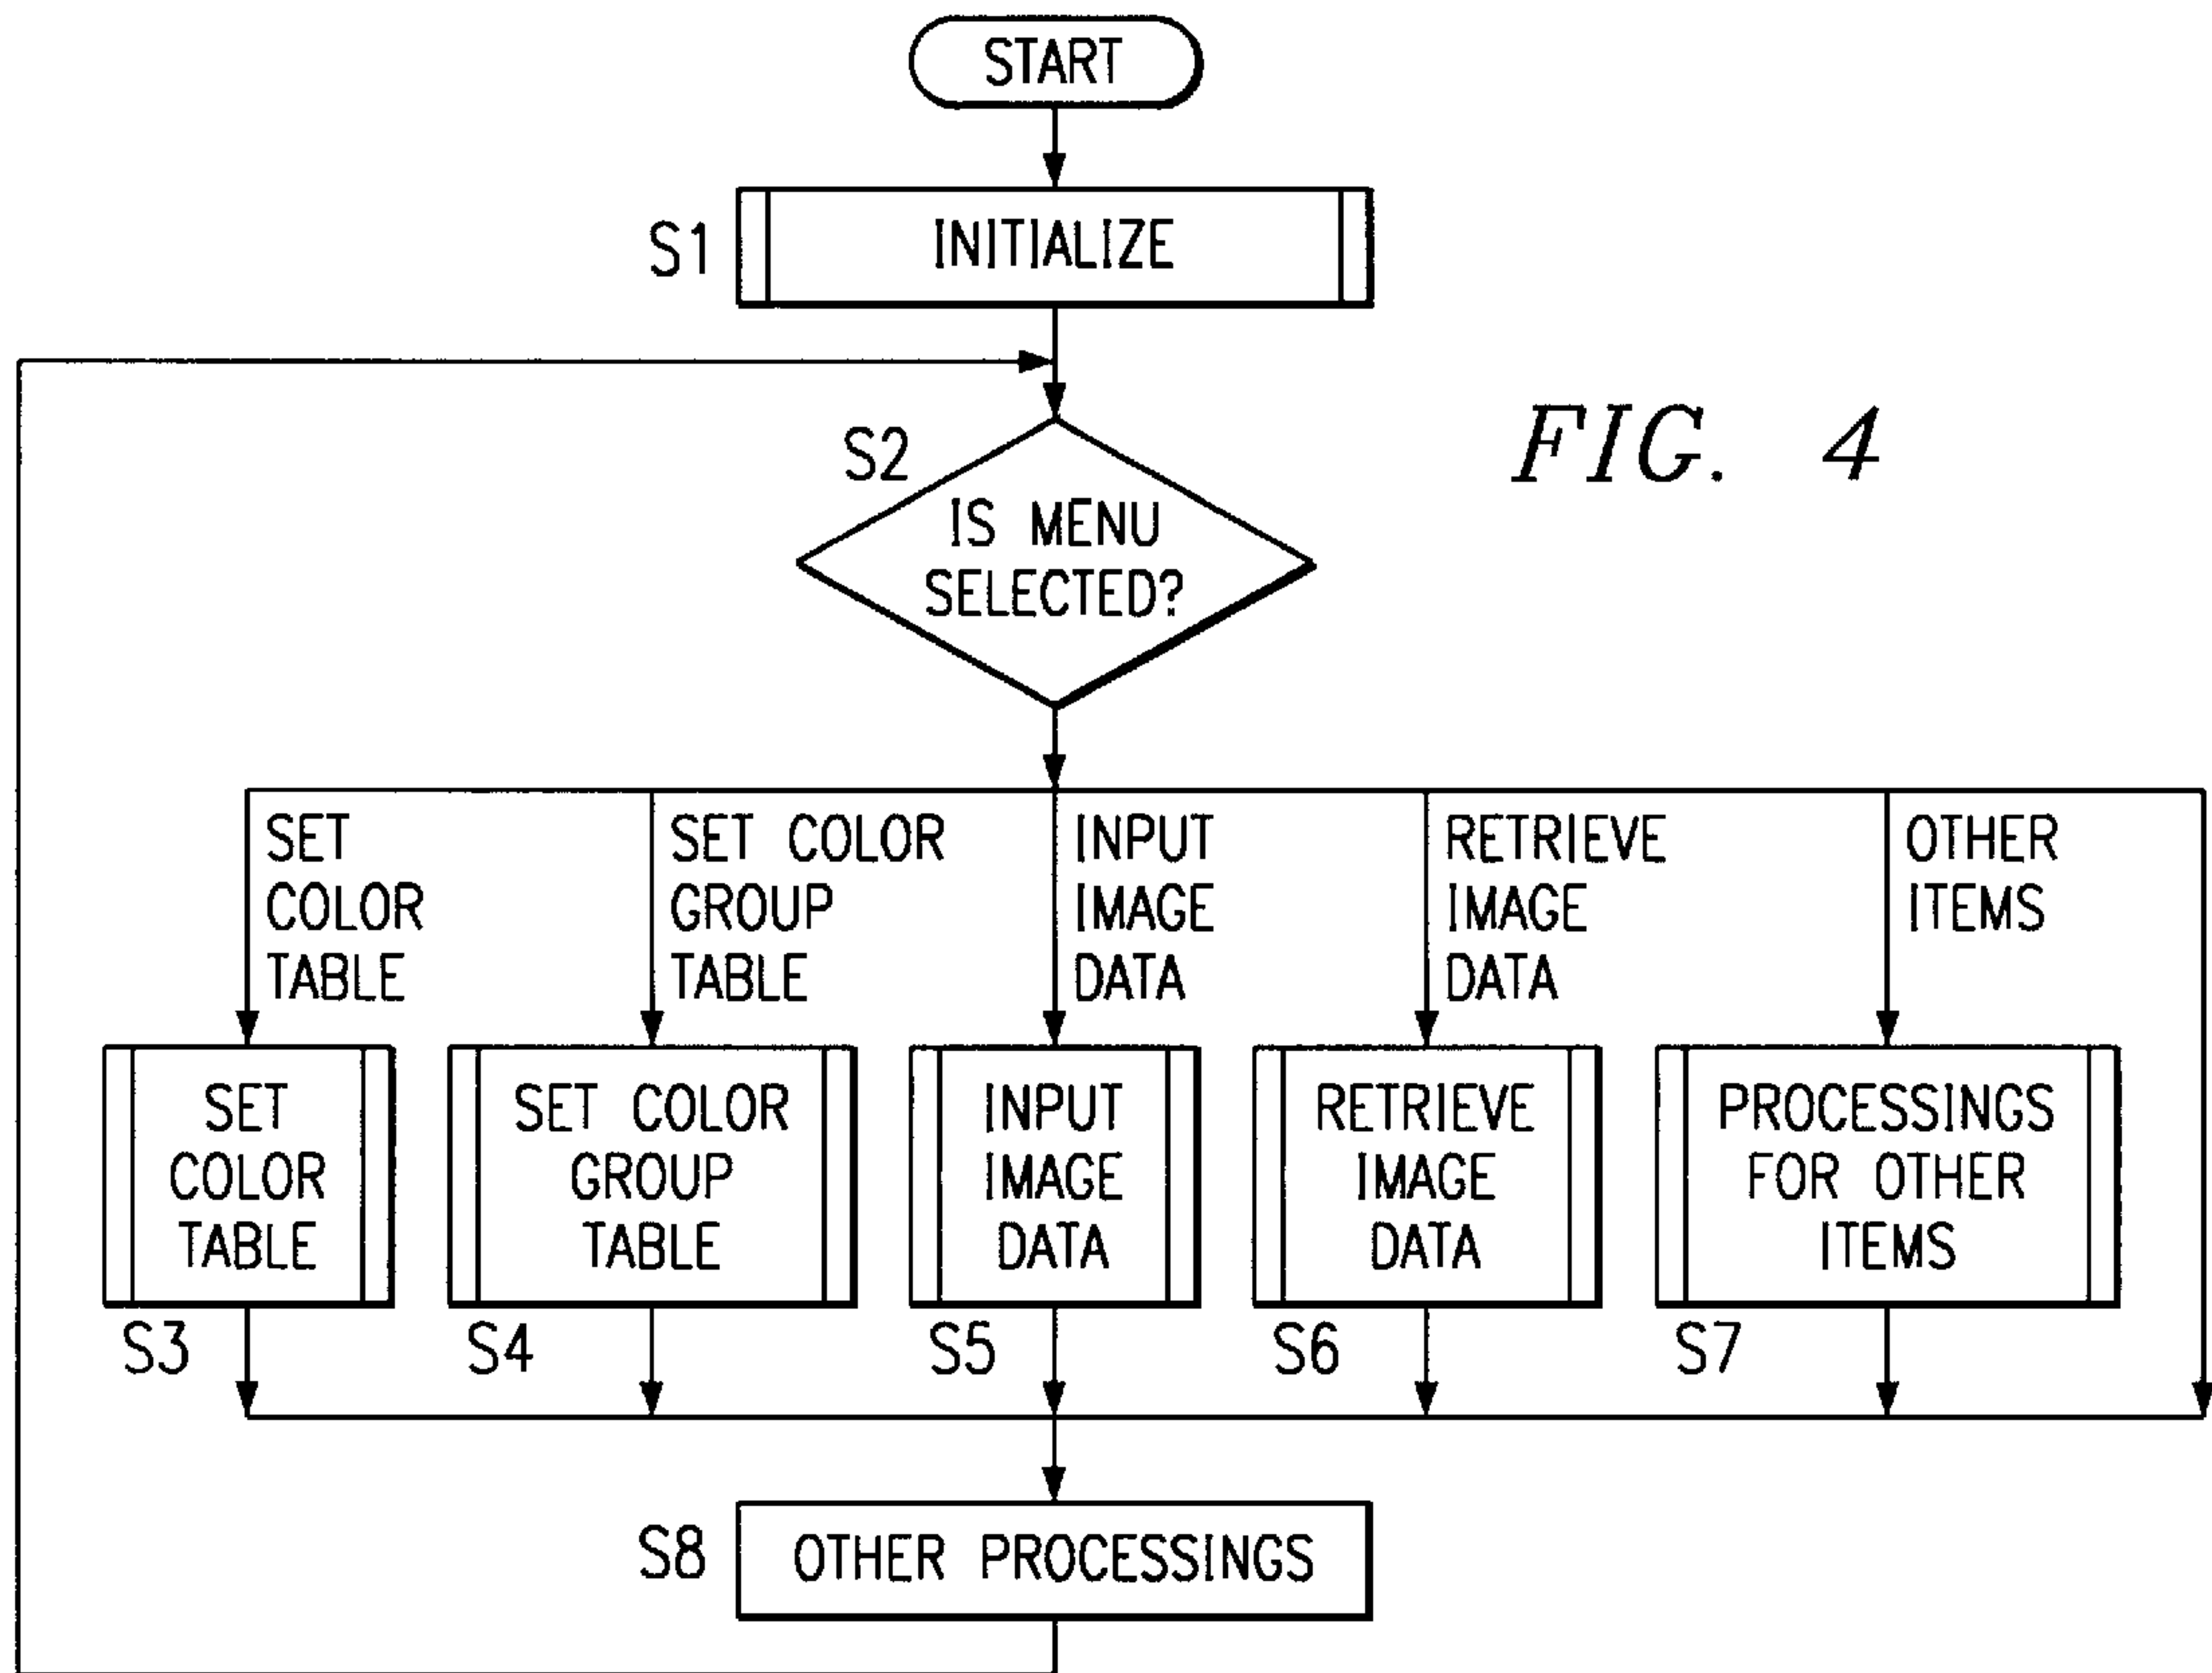 START
S1
INITIALIZE
FIG. 4
S2
IS MENU
SELECTED?
SET
COLOR
TABLE
SET COLOR
GROUP
TABLE
INPUT
IMAGE
DATA
RETRIEVE
IMAGE
DATA
OTHER
ITEMS
SET
COLOR
TABLE
SET COLOR
GROUP
TABLE
INPUT
IMAGE
DATA
RETRIEVE
IMAGE
DATA
PROCESSINGS
FOR OTHER
ITEMS
S3
S4
S5
S6
S7
S8
OTHER PROCESSINGS